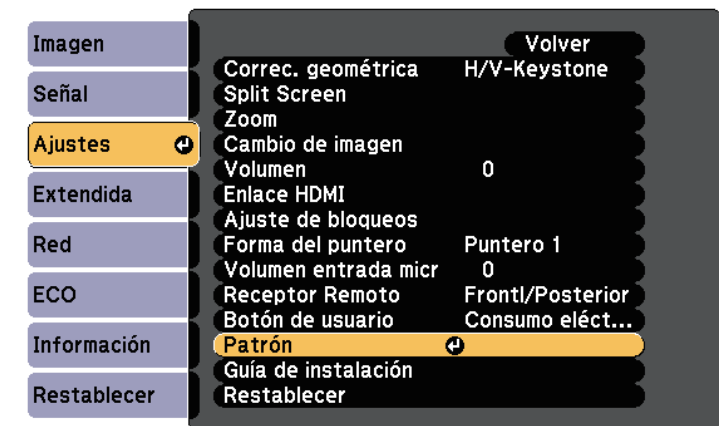 Imagen
Señal
Ajustes
Extendida
Red
ECO
Información
Restablecer
Volver
Correc. geométrica H/V-Keystone
Split Screen
Zoom
Cambio de imagen
Volumen 0
Enlace HDMI
Ajuste de bloqueos
Forma del puntero Puntero 1
Volumen entrada micr 0
Receptor Remoto Frontl/Posterior
Botón de usuario Consumo eléct...
Patrón
Guía de instalación
Restablecer